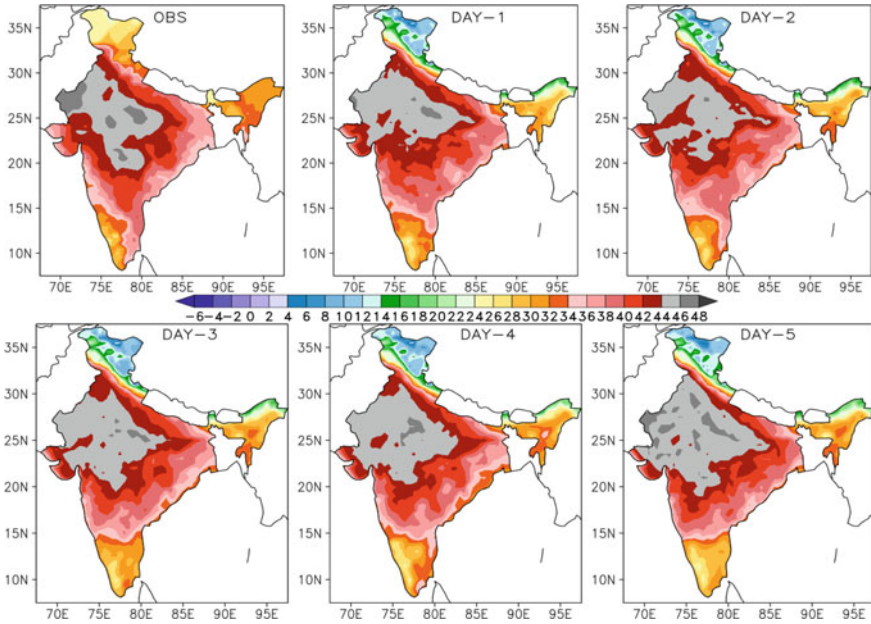 OBS DAY-1 DAY-2
35N 35N 35N
30N 30N 30N
25N 25N 25N
20N 20N 20N
15N 15N 15N
10N 10N 10N
70E 75E 80E 85E 90E 95E 70E 75E 80E 85E 90E 95E 70E 75E 80E 85E 90E 95E
-6-4-2 0 2 4 6 8 10 12 14 16 18 20 22 24 26 28 30 32 34 36 38 40 42 44 46 48
DAY-3 DAY-4 DAY-5
35N 35N 35N
30N 30N 30N
25N 25N 25N
20N 20N 20N
15N 15N 15N
10N 10N 10N
70E 75E 80E 85E 90E 95E 70E 75E 80E 85E 90E 95E 70E 75E 80E 85E 90E 95E